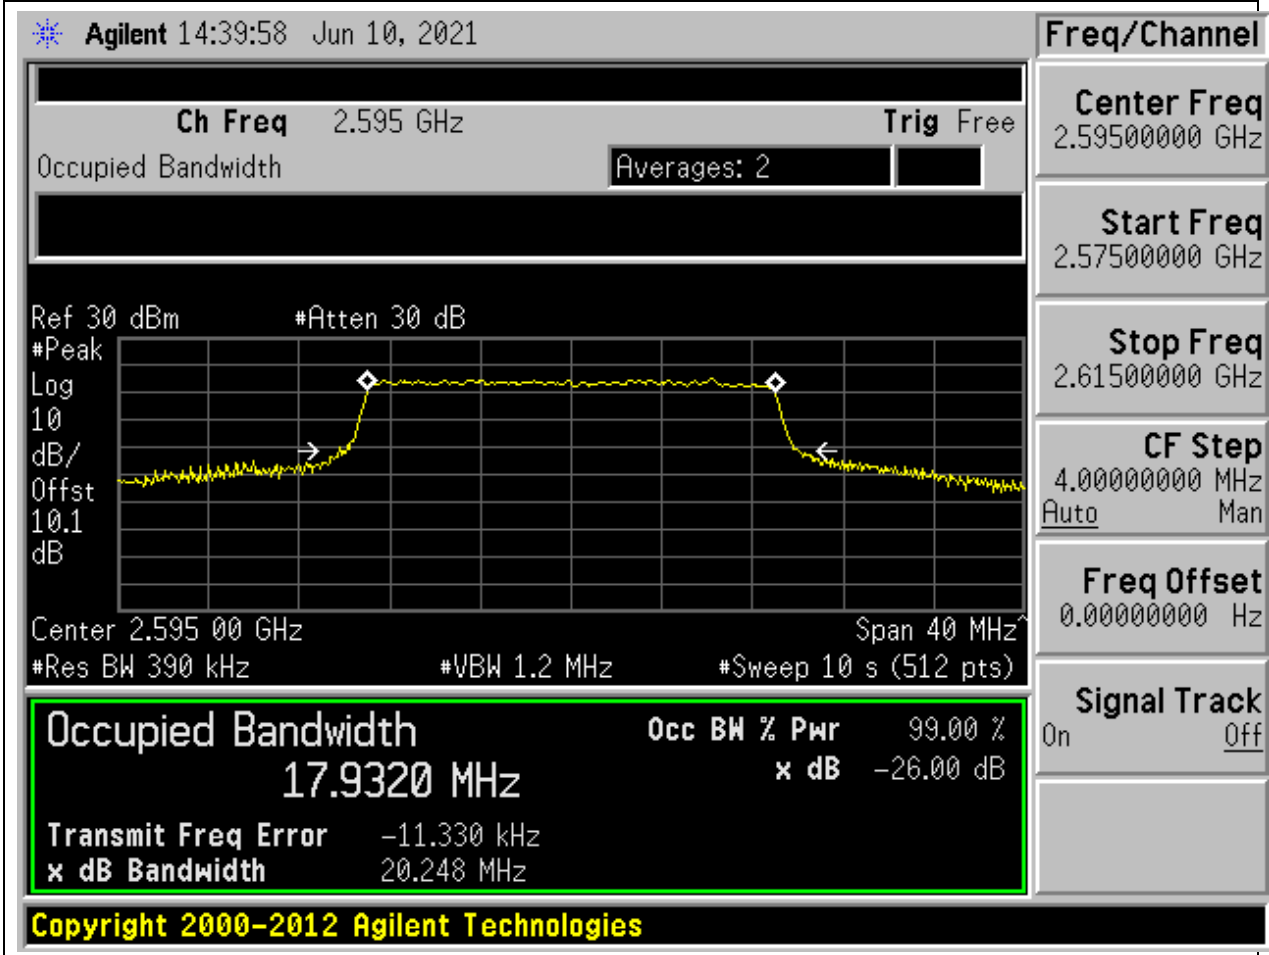 Agilent 14:39:58 Jun 10, 2021
Freq/Channel
Ch Freq 2.595 GHz Trig Free
Occupied Bandwidth Averages: 2
Center Freq
2.59500000 GHz
Start Freq
2.57500000 GHz
Stop Freq
2.61500000 GHz
CF Step
4.00000000 MHz
Auto Man
Freq Offset
0.00000000 Hz
Signal Track
On Off
Ref 30 dBm #Atten 30 dB
#Peak
Log
10
dB/
Offst
10.1
dB
Center 2.595 00 GHz Span 40 MHz^
#Res BW 390 kHz #VBW 1.2 MHz #Sweep 10 s (512 pts)
Occupied Bandwidth Occ BW % Pwr 99.00 %
17.9320 MHz x dB -26.00 dB
Transmit Freq Error -11.330 kHz
x dB Bandwidth 20.248 MHz
Copyright 2000-2012 Agilent Technologies